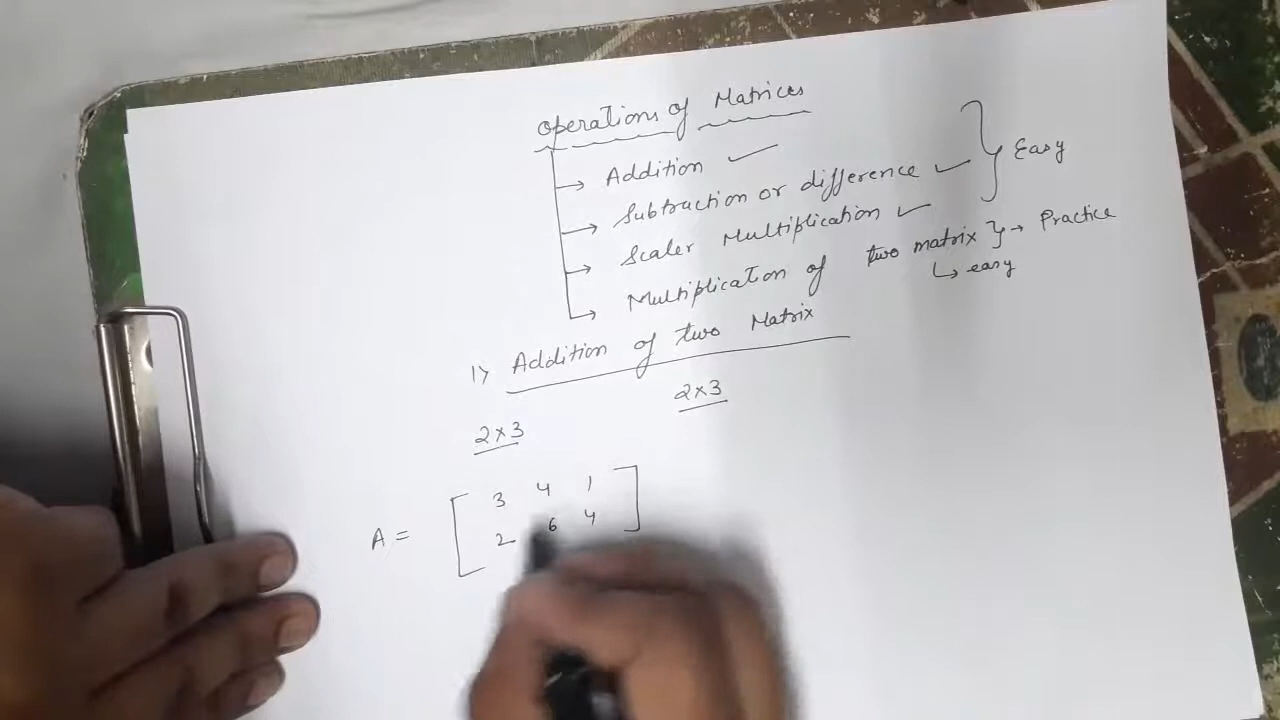 Operations of Matrices
Addition ✓
Subtraction or difference ✓ } Easy
Scaler Multiplication ✓
Multiplication of two matrix } → Practice
↳ easy
1> Addition of two Matrix
2×3 2×3
A = [ 3 4 1
2 6 4 ]